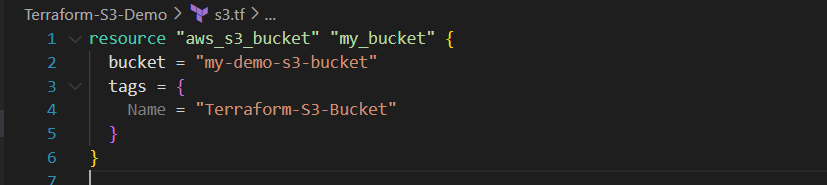 Terraform-S3-Demo > s3.tf > ...
1 resource "aws_s3_bucket" "my_bucket" {
2 bucket = "my-demo-s3-bucket"
3 tags = {
4 Name = "Terraform-S3-Bucket"
5 }
6 }
7